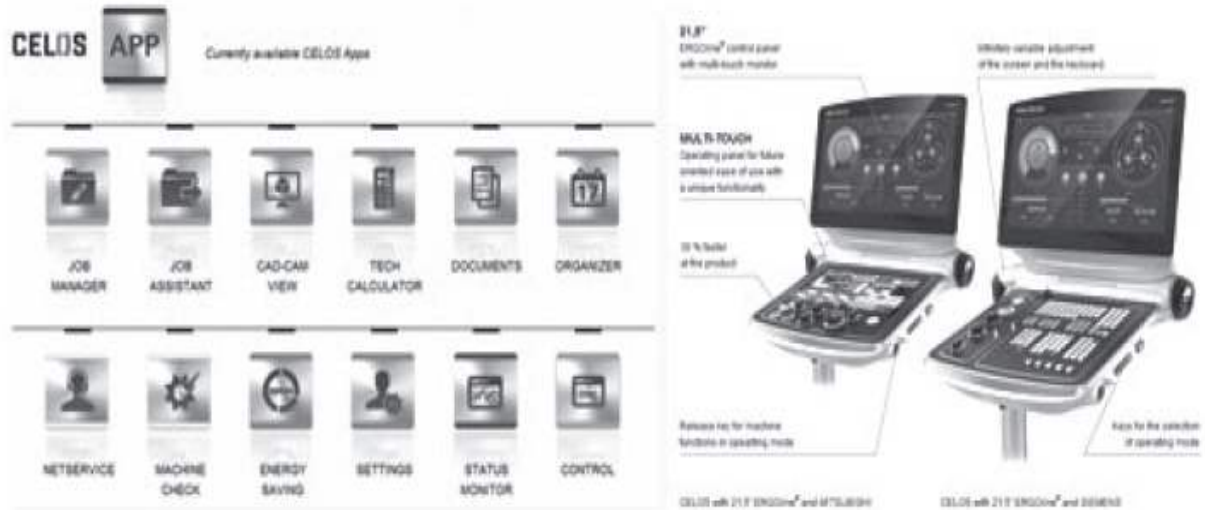 CELOS APP Currently available CELOS Apps
JOB
MANAGER
JOB
ASSISTANT
CAD-CAM
VIEW
TECH
CALCULATOR
DOCUMENTS
ORGANIZER
17
NETSERVICE
MACHINE
CHECK
ENERGY
SAVING
SETTINGS
STATUS
MONITOR
CONTROL
21,5"
ERGOline® control panel
with multi-touch monitor
Infinitely variable adjustment
of the screen and the keyboard
MULTI-TOUCH
Operating panel for future
oriented ease of use with
a unique functionality
30 % faster
at the product
Release key for machine
functions in operating mode
Keys for the selection
of operating mode
CELOS with 21.5" ERGOline® and MITSUBISHI
CELOS with 21.5" ERGOline® and SIEMENS